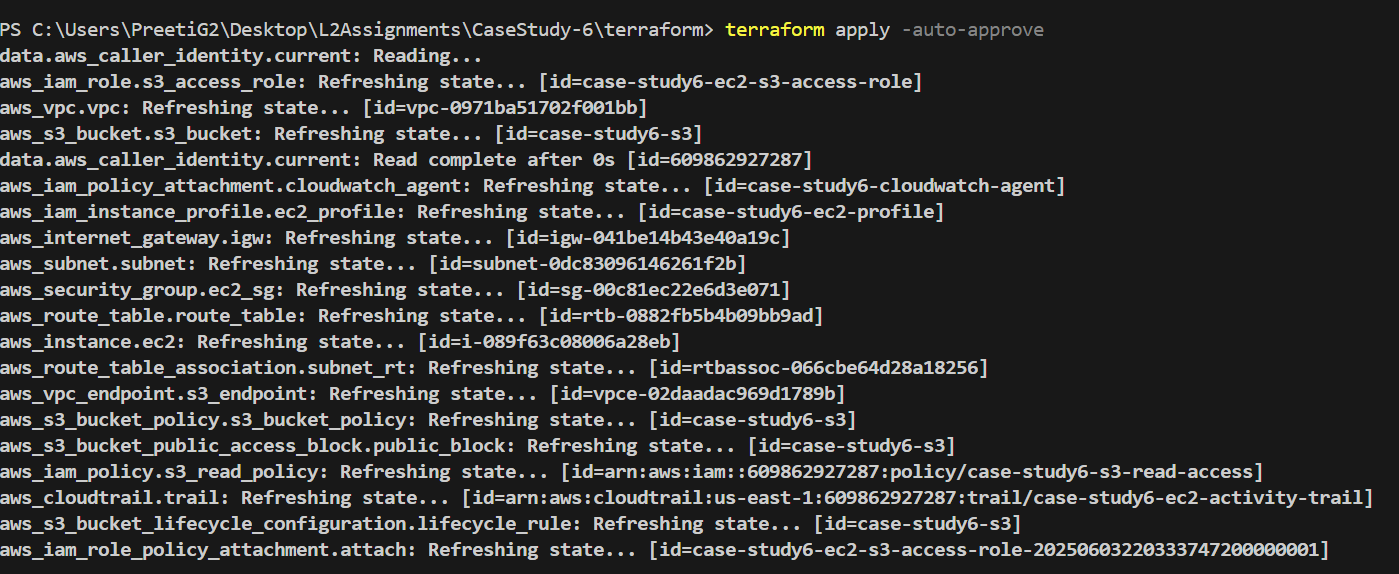 PS C:\Users\PreetiG2\Desktop\L2Assignments\CaseStudy-6\terraform> terraform apply -auto-approve
data.aws_caller_identity.current: Reading...
aws_iam_role.s3_access_role: Refreshing state... [id=case-study6-ec2-s3-access-role]
aws_vpc.vpc: Refreshing state... [id=vpc-0971ba51702f001bb]
aws_s3_bucket.s3_bucket: Refreshing state... [id=case-study6-s3]
data.aws_caller_identity.current: Read complete after 0s [id=609862927287]
aws_iam_policy_attachment.cloudwatch_agent: Refreshing state... [id=case-study6-cloudwatch-agent]
aws_iam_instance_profile.ec2_profile: Refreshing state... [id=case-study6-ec2-profile]
aws_internet_gateway.igw: Refreshing state... [id=igw-041be14b43e40a19c]
aws_subnet.subnet: Refreshing state... [id=subnet-0dc83096146261f2b]
aws_security_group.ec2_sg: Refreshing state... [id=sg-00c81ec22e6d3e071]
aws_route_table.route_table: Refreshing state... [id=rtb-0882fb5b4b09bb9ad]
aws_instance.ec2: Refreshing state... [id=i-089f63c08006a28eb]
aws_route_table_association.subnet_rt: Refreshing state... [id=rtbassoc-066cbe64d28a18256]
aws_vpc_endpoint.s3_endpoint: Refreshing state... [id=vpce-02daadac969d1789b]
aws_s3_bucket_policy.s3_bucket_policy: Refreshing state... [id=case-study6-s3]
aws_s3_bucket_public_access_block.public_block: Refreshing state... [id=case-study6-s3]
aws_iam_policy.s3_read_policy: Refreshing state... [id=arn:aws:iam::609862927287:policy/case-study6-s3-read-access]
aws_cloudtrail.trail: Refreshing state... [id=arn:aws:cloudtrail:us-east-1:609862927287:trail/case-study6-ec2-activity-trail]
aws_s3_bucket_lifecycle_configuration.lifecycle_rule: Refreshing state... [id=case-study6-s3]
aws_iam_role_policy_attachment.attach: Refreshing state... [id=case-study6-ec2-s3-access-role-20250603220333747200000001]